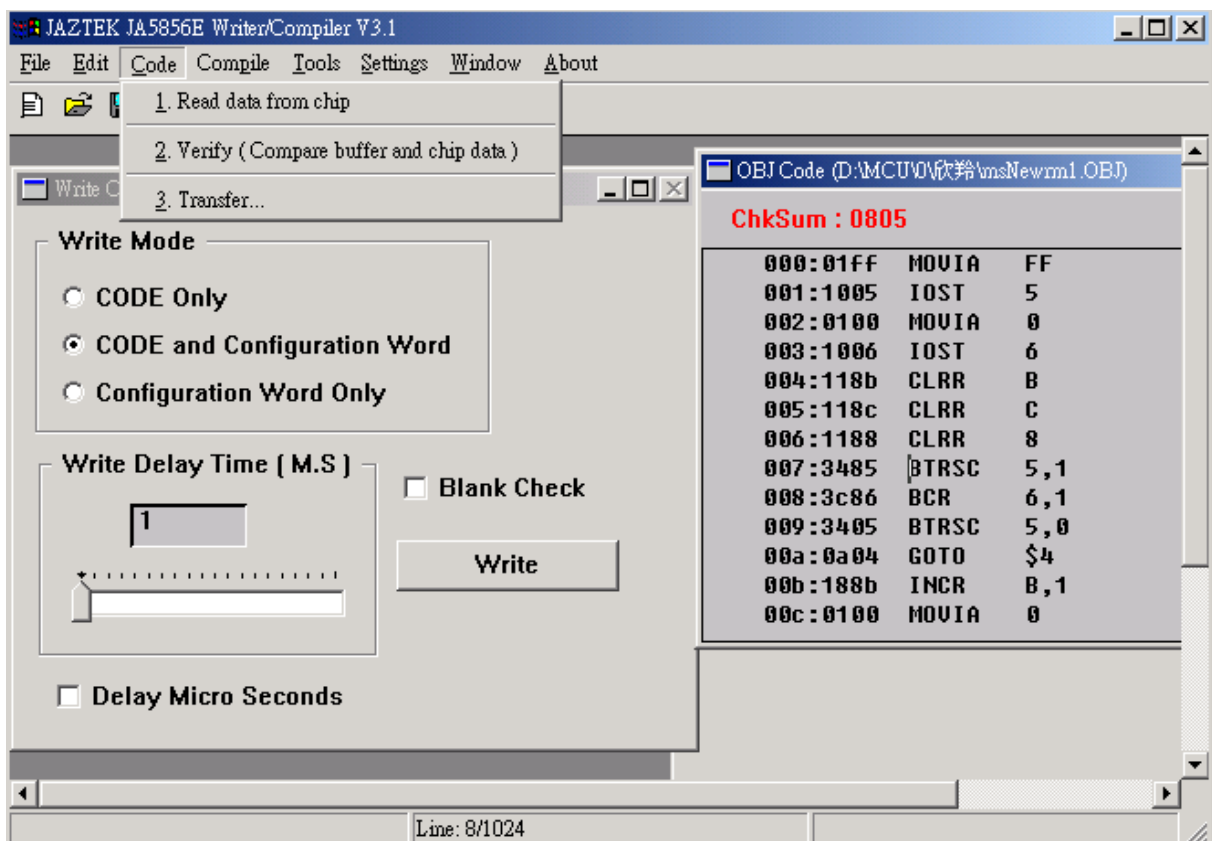 JAZTEK JA5856E Writer/Compiler V3.1
File Edit Code Compile Tools Settings Window About
1. Read data from chip
2. Verify ( Compare buffer and chip data )
3. Transfer...
Write C
Write Mode
CODE Only
CODE and Configuration Word
Configuration Word Only
Write Delay Time ( M.S )
1
Blank Check
Write
Delay Micro Seconds
OBJ Code (D:\MCU\0\欣羚\msNewrm1.OBJ)
ChkSum : 0805
000:01ff MOVIA FF
001:1005 IOST 5
002:0100 MOVIA 0
003:1006 IOST 6
004:118b CLRR B
005:118c CLRR C
006:1188 CLRR 8
007:3485 BTRSC 5,1
008:3c86 BCR 6,1
009:3405 BTRSC 5,0
00a:0a04 GOTO $4
00b:188b INCR B,1
00c:0100 MOVIA 0
Line: 8/1024